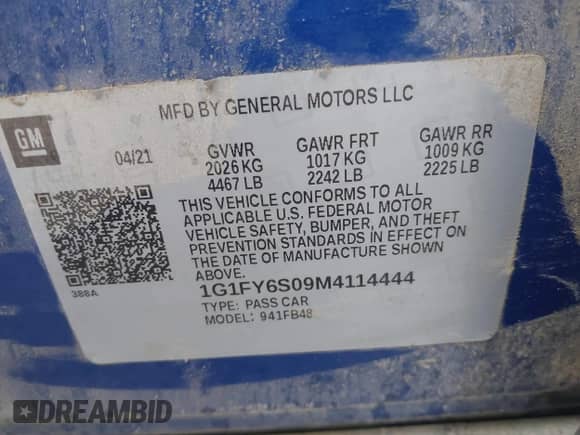 MFD BY GENERAL MOTORS LLC
GM
04/21
GVWR
2026 KG
4467 LB
GAWR FRT
1017 KG
2242 LB
GAWR RR
1009 KG
2225 LB
THIS VEHICLE CONFORMS TO ALL
APPLICABLE U.S. FEDERAL MOTOR
VEHICLE SAFETY, BUMPER, AND THEFT
PREVENTION STANDARDS IN EFFECT ON
THE DATE OF MANUFACTURE SHOWN
ABOVE.
388A
1G1FY6S09M4114444
TYPE: PASS CAR
MODEL: 941FB48
DREAMBID